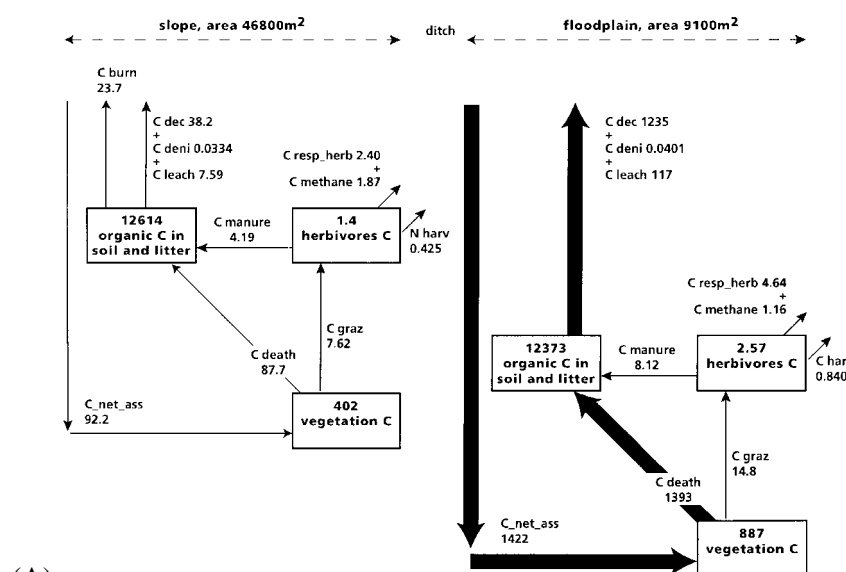 slope, area 46800m²
ditch
floodplain, area 9100m²
C burn
23.7
C dec 38.2
+
C deni 0.0334
+
C leach 7.59
C resp_herb 2.40
+
C methane 1.87
12614
organic C in
soil and litter
C manure
4.19
1.4
herbivores C
N harv
0.425
C graz
7.62
C death
87.7
C_net_ass
92.2
402
vegetation C
C dec 1235
+
C deni 0.0401
+
C leach 117
C resp_herb 4.64
+
C methane 1.16
12373
organic C in
soil and litter
C manure
8.12
2.57
herbivores C
C har
0.840
C graz
14.8
C death
1393
C_net_ass
1422
887
vegetation C
(A)